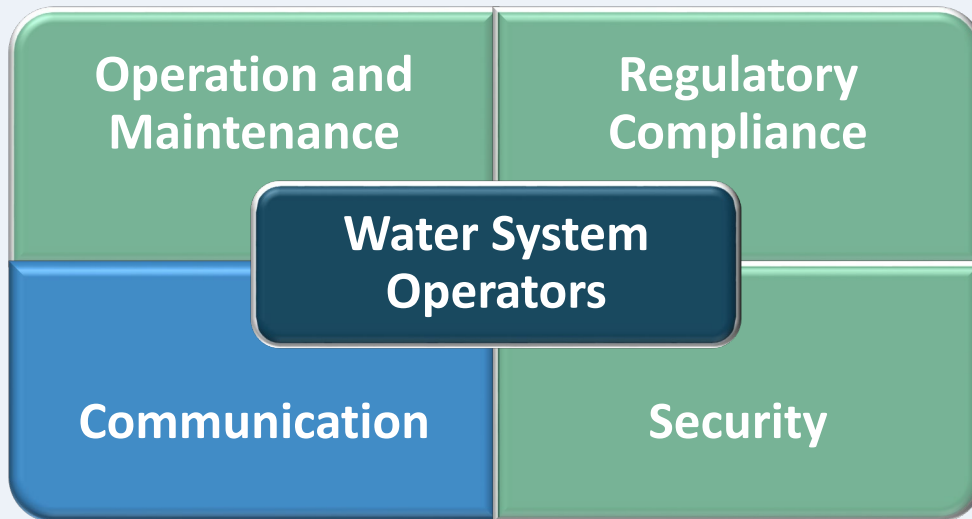 Operation and
Maintenance
Regulatory
Compliance
Water System
Operators
Communication
Security